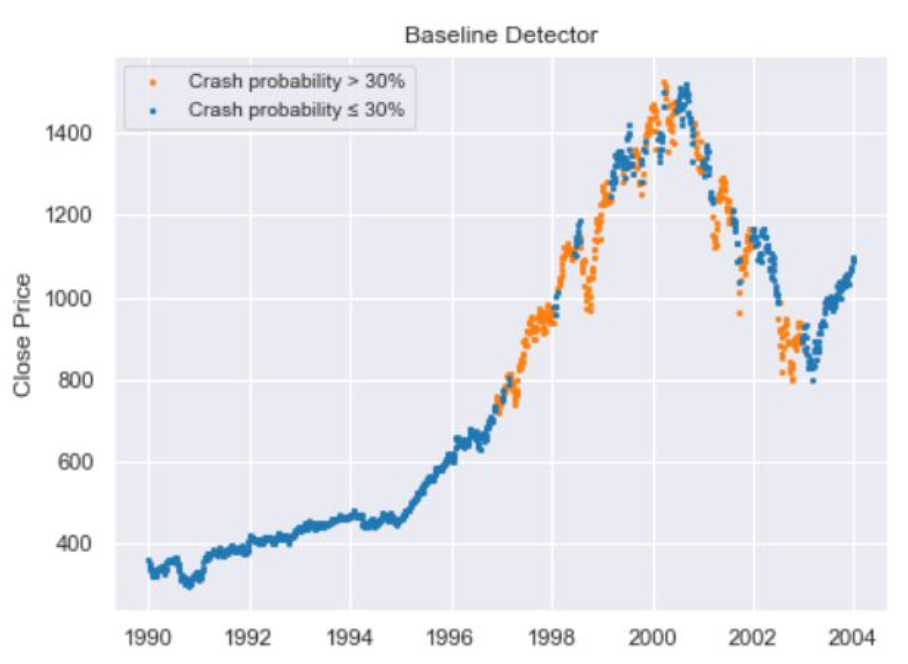 Baseline Detector
Crash probability > 30%
Crash probability ≤ 30%
Close Price
1400
1200
1000
800
600
400
1990 1992 1994 1996 1998 2000 2002 2004